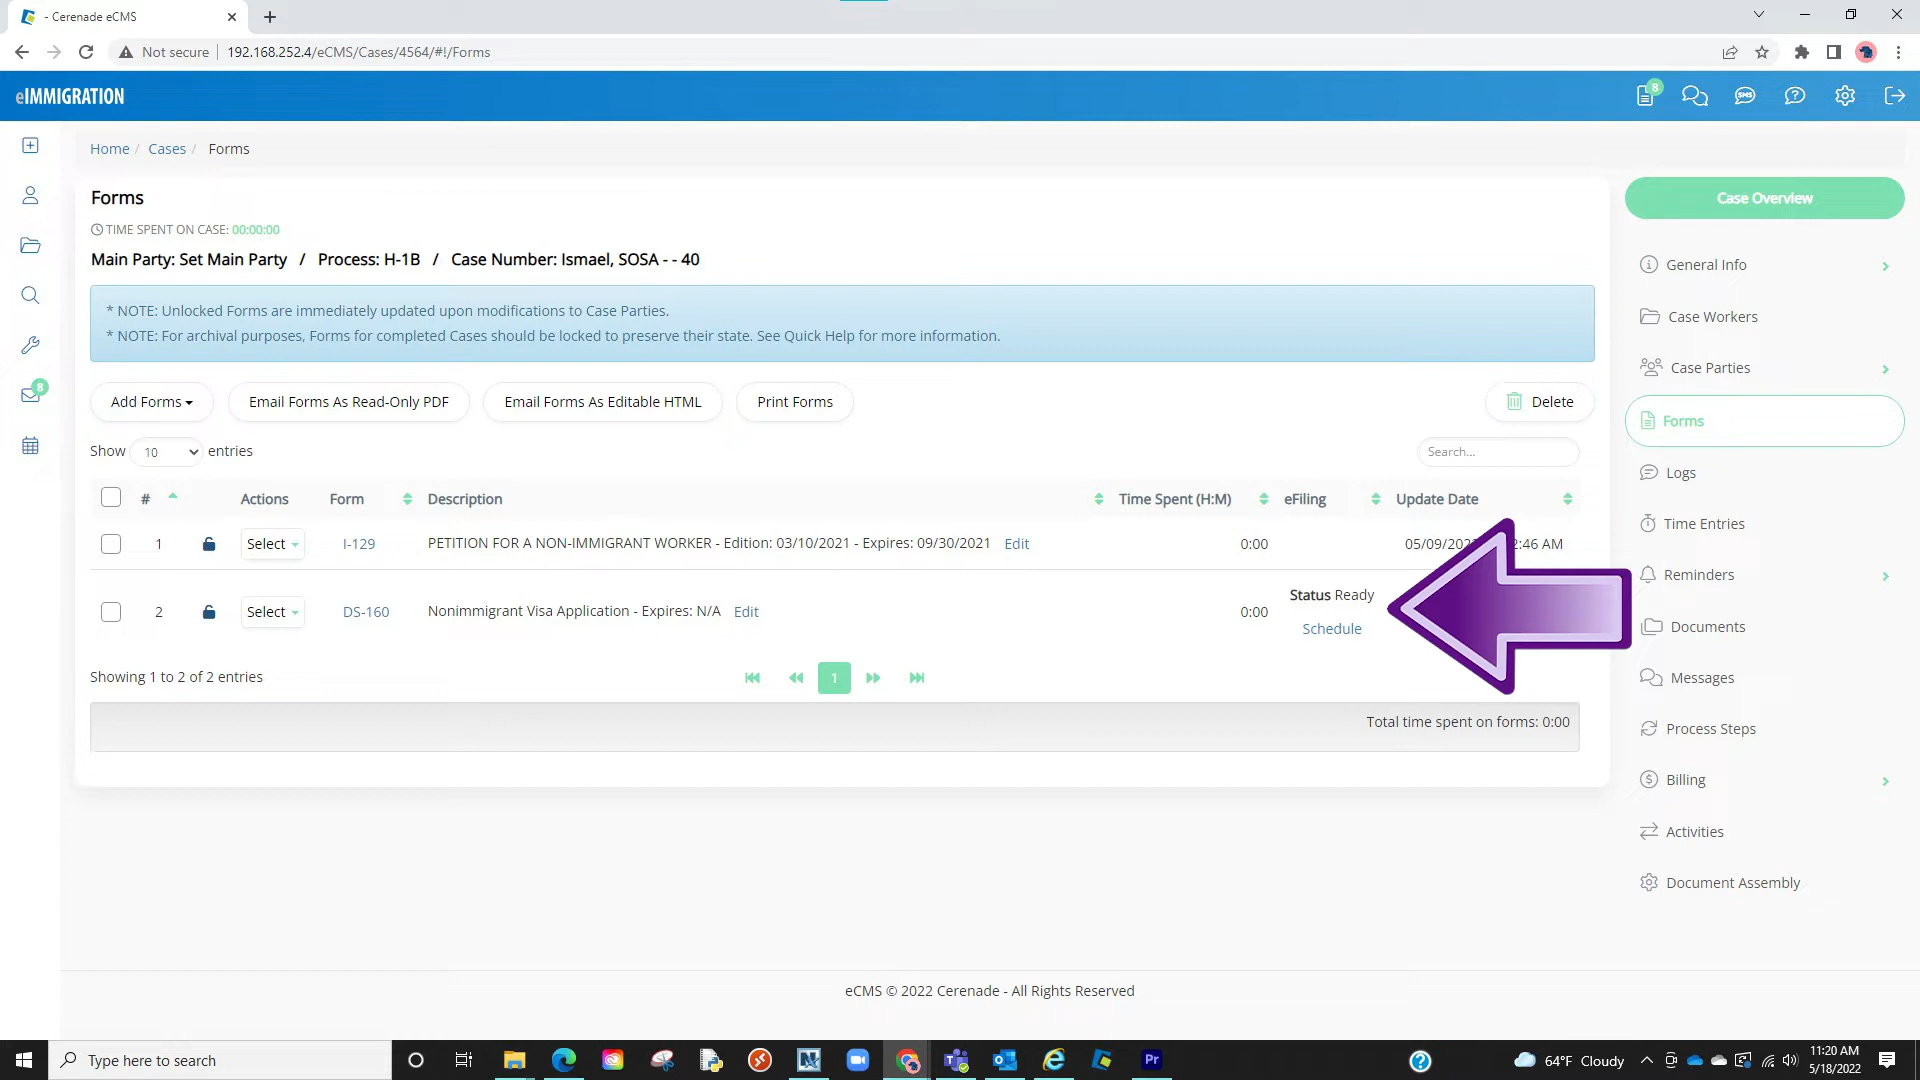 - Cerenade eCMS
Not secure
192.168.252.4/eCMS/Cases/4564/#!/Forms
eIMMIGRATION
8
SMS
Home / Cases / Forms
Forms
TIME SPENT ON CASE: 00:00:00
Main Party: Set Main Party / Process: H-1B / Case Number: Ismael, SOSA - - 40
* NOTE: Unlocked Forms are immediately updated upon modifications to Case Parties.
* NOTE: For archival purposes, Forms for completed Cases should be locked to preserve their state. See Quick Help for more information.
8
Add Forms
Email Forms As Read-Only PDF
Email Forms As Editable HTML
Print Forms
Delete
Show 10 entries
Search...
# Actions Form Description Time Spent (H:M) eFiling Update Date
1 Select I-129 PETITION FOR A NON-IMMIGRANT WORKER - Edition: 03/10/2021 - Expires: 09/30/2021 Edit 0:00 2:46 AM
2 Select DS-160 Nonimmigrant Visa Application - Expires: N/A Edit 0:00 Status Ready
Schedule
Showing 1 to 2 of 2 entries
1
Total time spent on forms: 0:00
Case Overview
General Info
Case Workers
Case Parties
Forms
Logs
Time Entries
Reminders
Documents
Messages
Process Steps
Billing
Activities
Document Assembly
eCMS © 2022 Cerenade - All Rights Reserved
Type here to search
Pr
64°F Cloudy
11:20 AM
5/18/2022